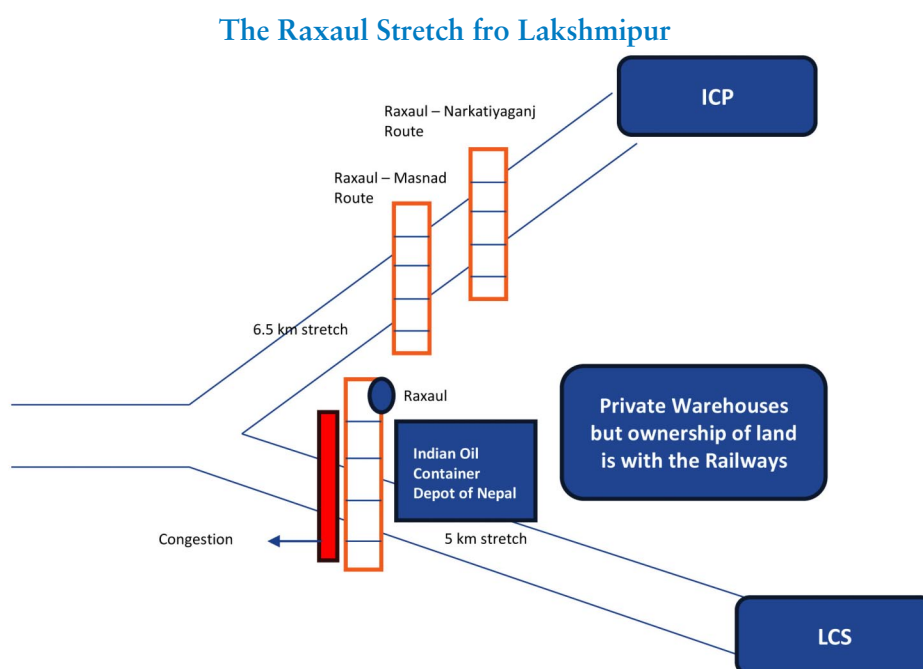 The Raxaul Stretch fro Lakshmipur
ICP
Raxaul – Narkatiyaganj
Route
Raxaul – Masnad
Route
6.5 km stretch
Raxaul
Private Warehouses
but ownership of land
is with the Railways
Indian Oil
Container
Depot of Nepal
Congestion
5 km stretch
LCS